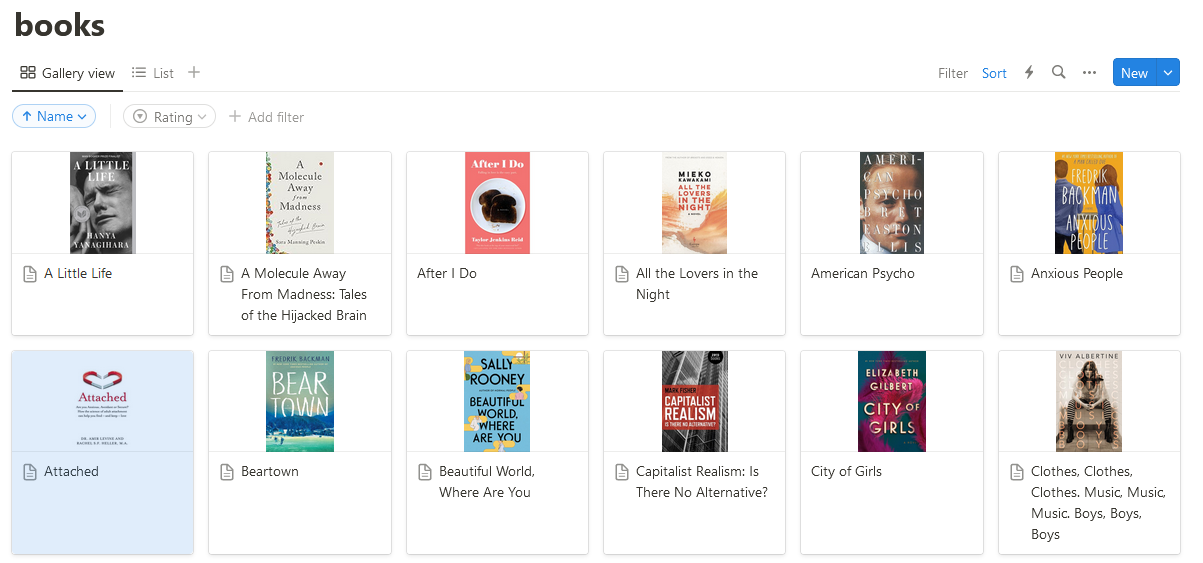 books
Gallery view
List
Filter
Sort
New
Name
Rating
Add filter
A LITTLE
LIFE
HANYA
YANAGIHARA
A
Molecule
Away
from
Madness
Tales of the
Hijacked Brain
Sara Manning Peskin
After I Do
Taylor Jenkins Reid
MIEKO
KAWAKAMI
ALL THE
LOVERS
IN THE
NIGHT
AMERI-
CAN
PSYCHO
BRET
EASTON
ELLIS
FREDRIK
BACKMAN
ANXIOUS
PEOPLE
A Little Life
A Molecule Away
From Madness: Tales
of the Hijacked Brain
After I Do
All the Lovers in the
Night
American Psycho
Anxious People
Attached
DR. AMIR LEVINE AND
RACHEL S.F. HELLER, M.A.
FREDRIK BACKMAN
BEAR
TOWN
SALLY
ROONEY
BEAUTIFUL
WORLD,
WHERE
ARE YOU
MARK FISHER
CAPITALIST
REALISM
IS THERE NO ALTERNATIVE?
ELIZABETH
GILBERT
CITY OF
GIRLS
VIV ALBERTINE
Attached
Beartown
Beautiful World,
Where Are You
Capitalist Realism: Is
There No Alternative?
City of Girls
Clothes, Clothes,
Clothes. Music, Music,
Music. Boys, Boys,
Boys